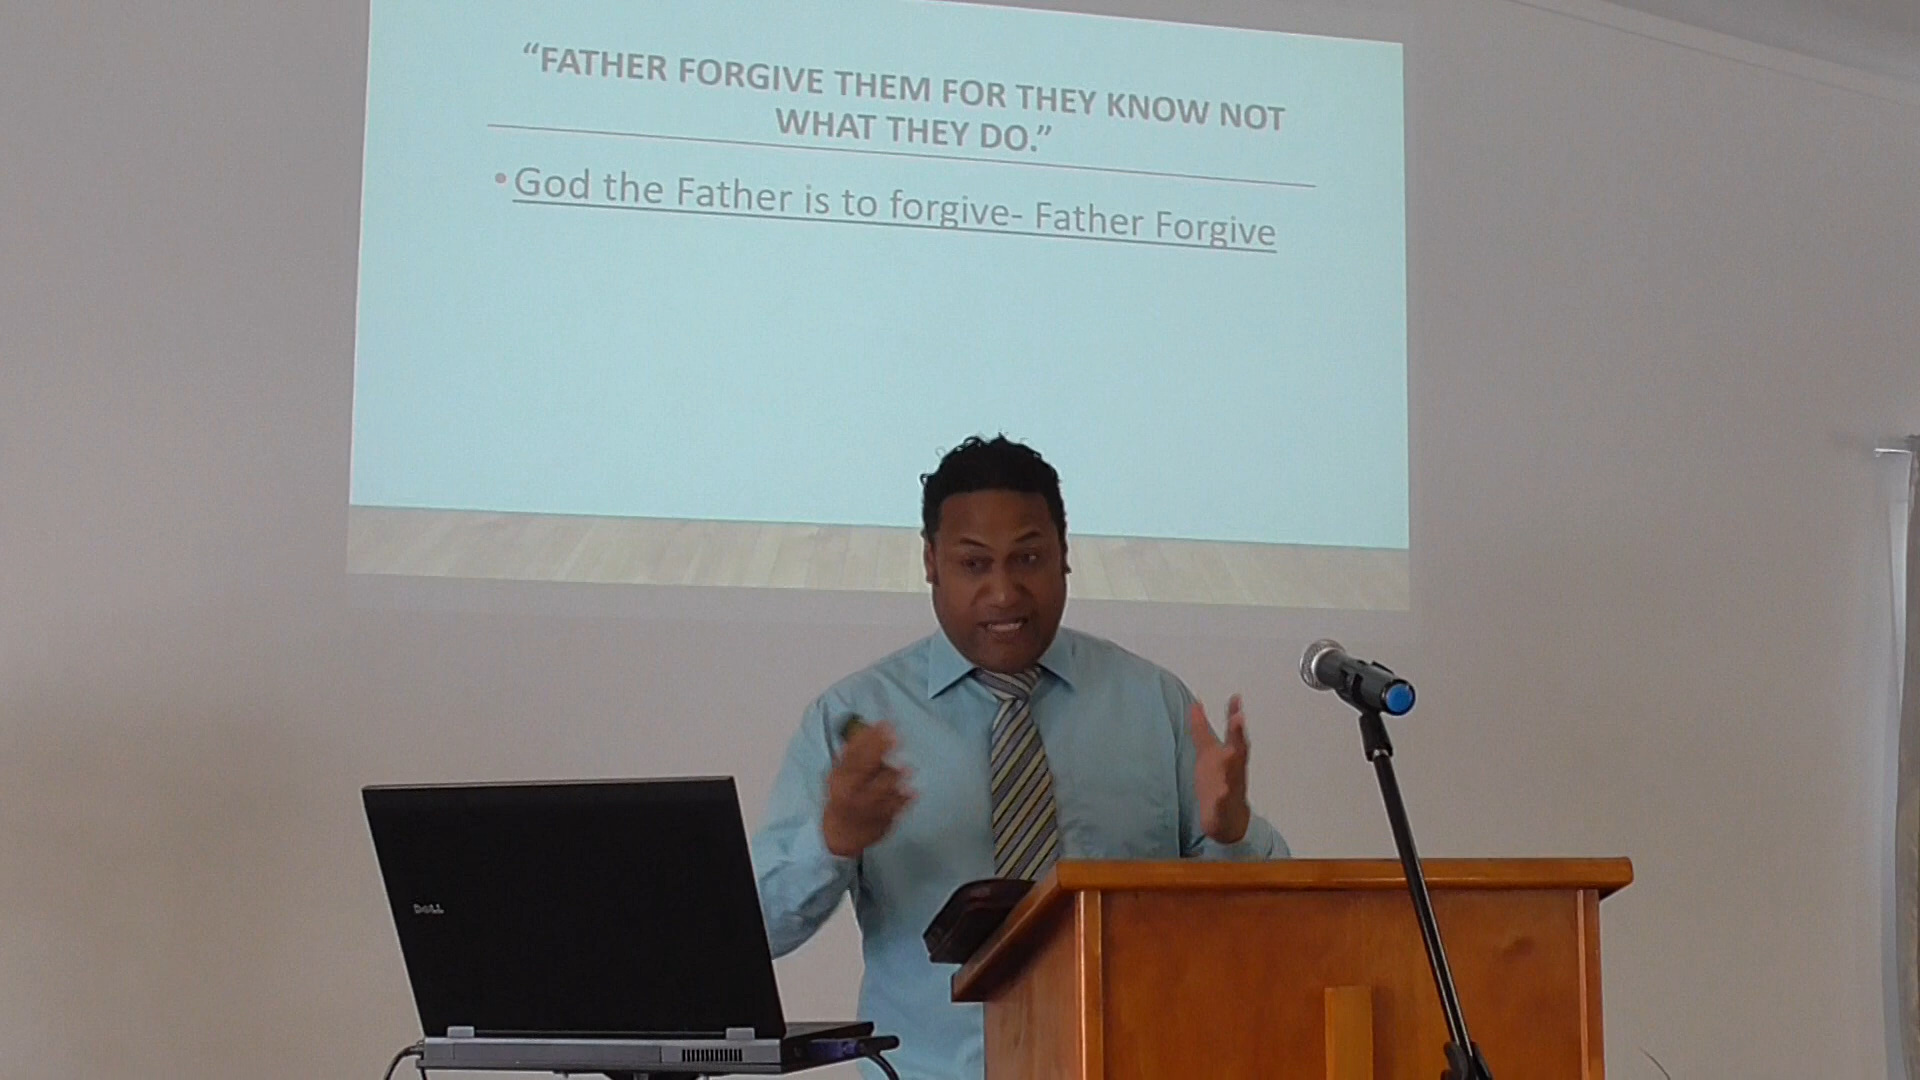 “FATHER FORGIVE THEM FOR THEY KNOW NOT
WHAT THEY DO.”
•God the Father is to forgive- Father Forgive
DELL